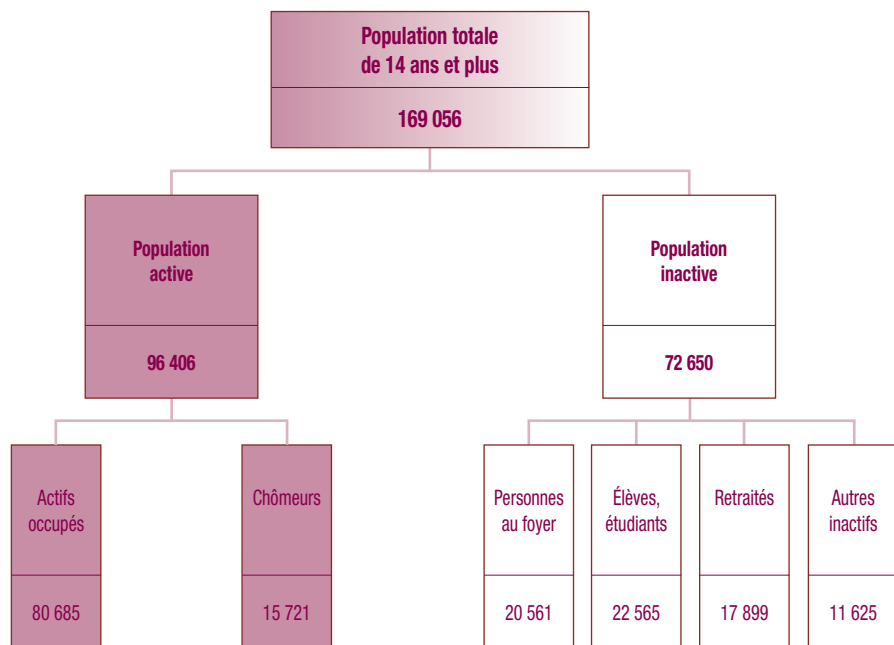 Population totale
de 14 ans et plus
169 056
Population
active
96 406
Population
inactive
72 650
Actifs
occupés
80 685
Chômeurs
15 721
Personnes
au foyer
20 561
Élèves,
étudiants
22 565
Retraités
17 899
Autres
inactifs
11 625